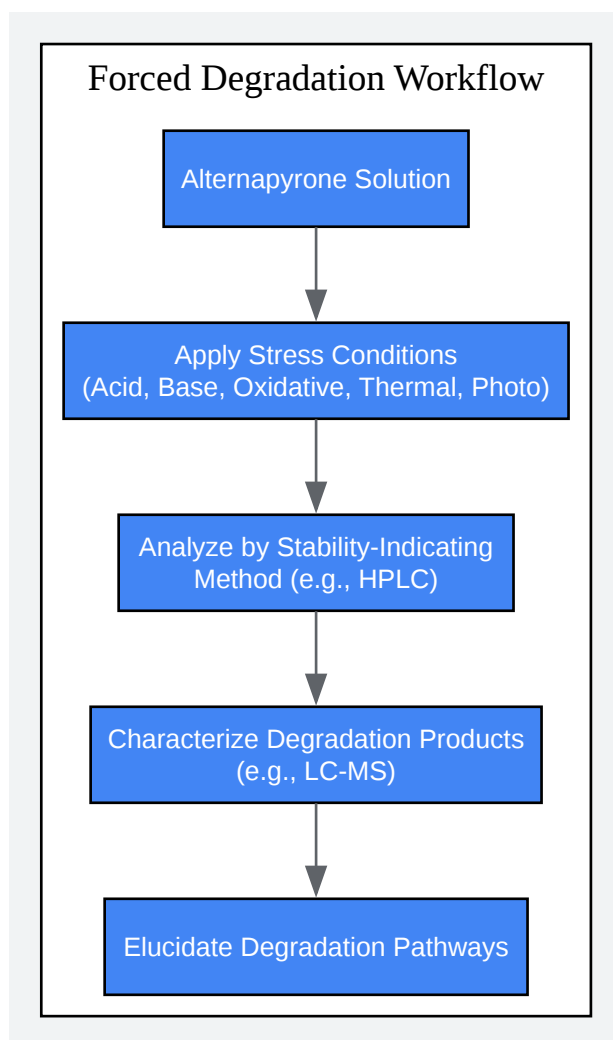 Forced Degradation Workflow
Alternapyrone Solution
Apply Stress Conditions
(Acid, Base, Oxidative, Thermal, Photo)
Analyze by Stability-Indicating
Method (e.g., HPLC)
Characterize Degradation Products
(e.g., LC-MS)
Elucidate Degradation Pathways